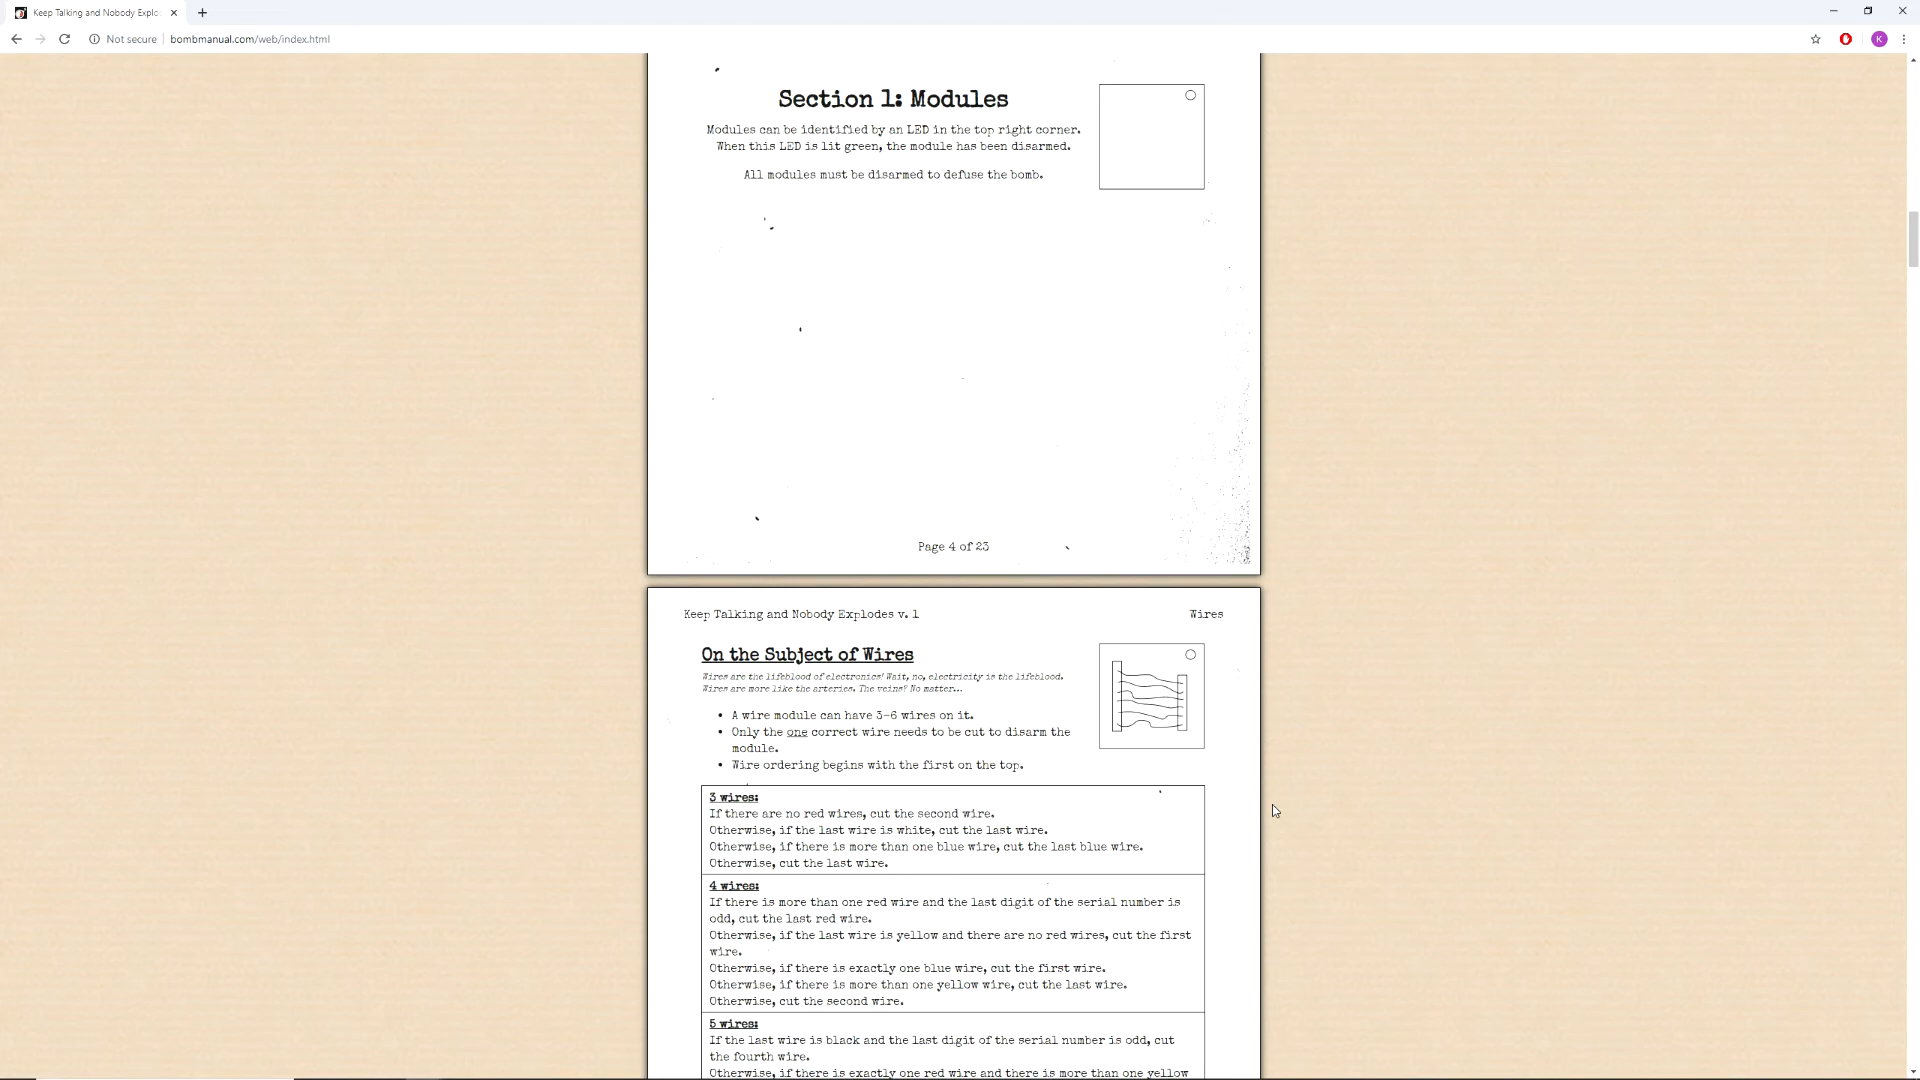 Keep Talking and Nobody Explo
Not secure
bombmanual.com/web/index.html
K
Section 1: Modules
Modules can be identified by an LED in the top right corner.
When this LED is lit green, the module has been disarmed.
All modules must be disarmed to defuse the bomb.
Page 4 of 23
Keep Talking and Nobody Explodes v. 1
Wires
On the Subject of Wires
Wires are the lifeblood of electronics! Wait, no, electricity is the lifeblood.
Wires are more like the arteries. The veins? No matter...
• A wire module can have 3-6 wires on it.
• Only the one correct wire needs to be cut to disarm the
module.
• Wire ordering begins with the first on the top.
3 wires:
If there are no red wires, cut the second wire.
Otherwise, if the last wire is white, cut the last wire.
Otherwise, if there is more than one blue wire, cut the last blue wire.
Otherwise, cut the last wire.
4 wires:
If there is more than one red wire and the last digit of the serial number is
odd, cut the last red wire.
Otherwise, if the last wire is yellow and there are no red wires, cut the first
wire.
Otherwise, if there is exactly one blue wire, cut the first wire.
Otherwise, if there is more than one yellow wire, cut the last wire.
Otherwise, cut the second wire.
5 wires:
If the last wire is black and the last digit of the serial number is odd, cut
the fourth wire.
Otherwise, if there is exactly one red wire and there is more than one yellow